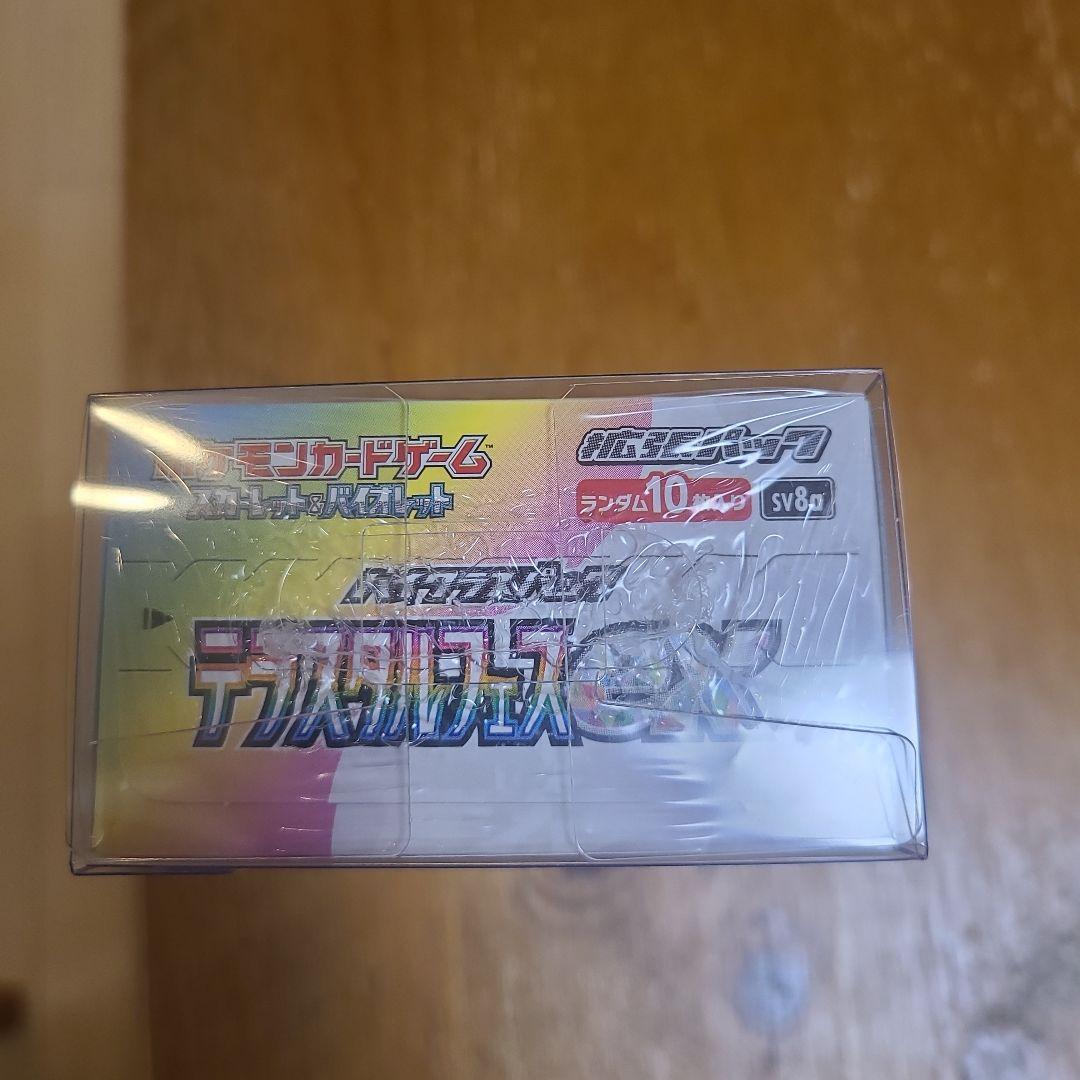 ポケモンカードゲーム™
スカーレット&バイオレット
拡張パック
ランダム10枚入り SV8a
ハイクラスパック
テラスタルフェスex